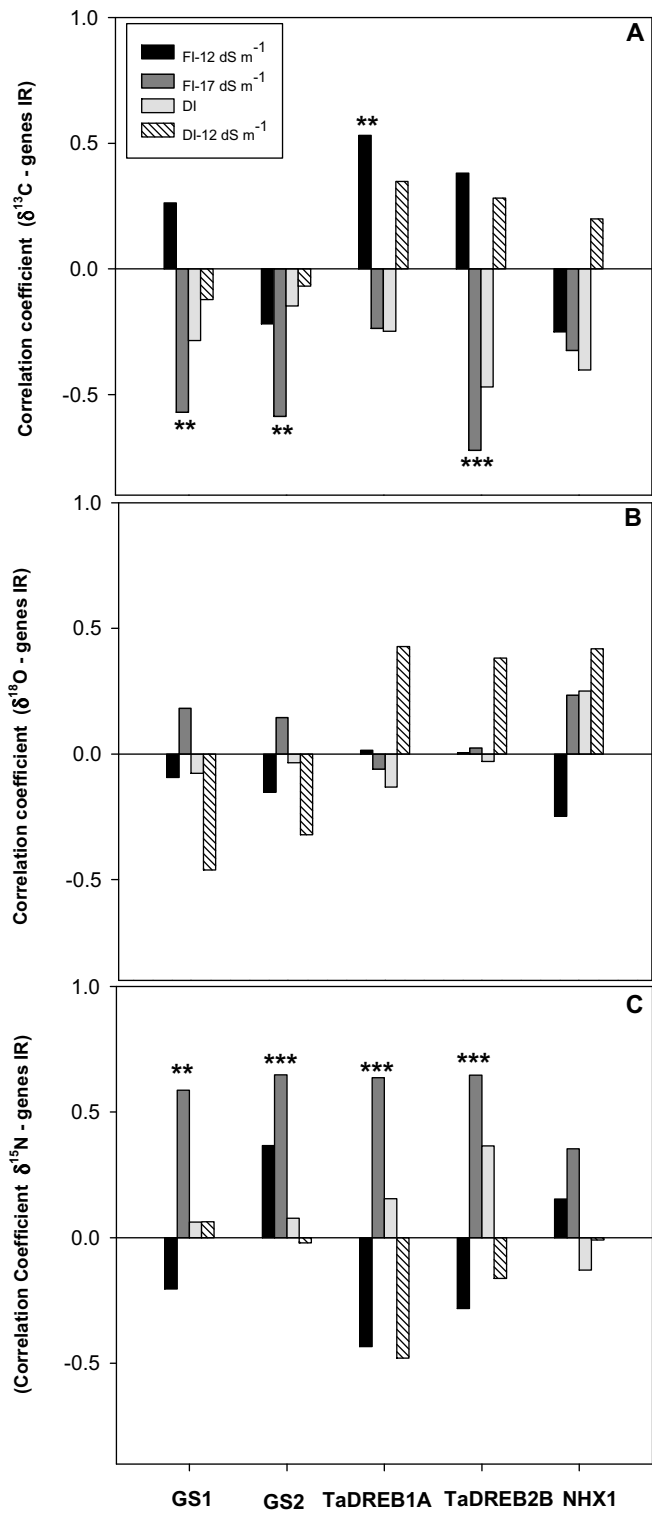 1.0
A
FI-12 dS m⁻¹
FI-17 dS m⁻¹
DI
DI-12 dS m⁻¹
**
0.5
0.0
-0.5
**
**
***
Correlation coefficient (δ¹³C - genes IR)
1.0
B
0.5
0.0
-0.5
Correlation coefficient (δ¹⁸O - genes IR)
1.0
C
**
***
***
***
0.5
0.0
-0.5
(Correlation Coefficient δ¹⁵N - genes IR)
GS1 GS2 TaDREB1A TaDREB2B NHX1